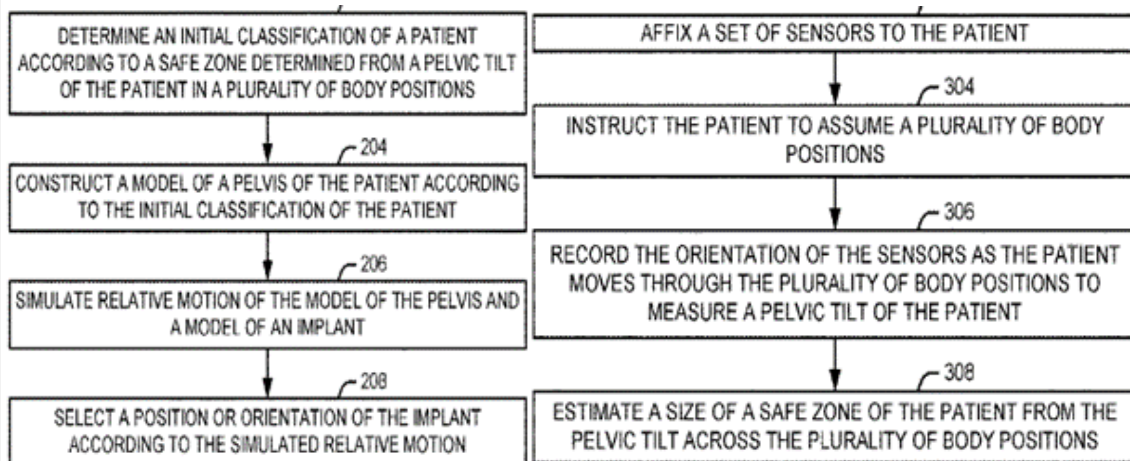 DETERMINE AN INITIAL CLASSIFICATION OF A PATIENT
ACCORDING TO A SAFE ZONE DETERMINED FROM A PELVIC TILT
OF THE PATIENT IN A PLURALITY OF BODY POSITIONS
204
CONSTRUCT A MODEL OF A PELVIS OF THE PATIENT ACCORDING
TO THE INITIAL CLASSIFICATION OF THE PATIENT
206
SIMULATE RELATIVE MOTION OF THE MODEL OF THE PELVIS AND
A MODEL OF AN IMPLANT
208
SELECT A POSITION OR ORIENTATION OF THE IMPLANT
ACCORDING TO THE SIMULATED RELATIVE MOTION
AFFIX A SET OF SENSORS TO THE PATIENT
304
INSTRUCT THE PATIENT TO ASSUME A PLURALITY OF BODY
POSITIONS
306
RECORD THE ORIENTATION OF THE SENSORS AS THE PATIENT
MOVES THROUGH THE PLURALITY OF BODY POSITIONS TO
MEASURE A PELVIC TILT OF THE PATIENT
308
ESTIMATE A SIZE OF A SAFE ZONE OF THE PATIENT FROM THE
PELVIC TILT ACROSS THE PLURALITY OF BODY POSITIONS